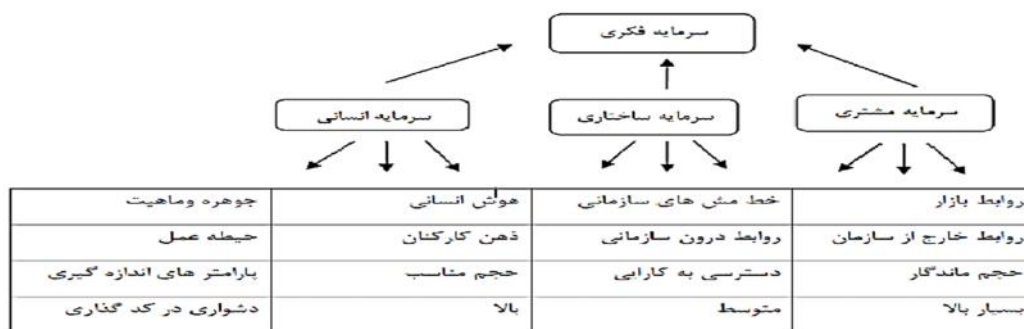 سرمایه فکری
سرمایه مشتری
سرمایه ساختاری
سرمایه انسانی
روابط بازار
خط مش های سازمانی
هوش انسانی
جوهره وماهیت
روابط خارج از سازمان
روابط درون سازمانی
ذهن کارکنان
حیطه عمل
حجم ماندگار
دسترسی به کارایی
حجم مناسب
پارامتر های اندازه گیری
بسیار بالا
متوسط
بالا
دشواری در کد گذاری